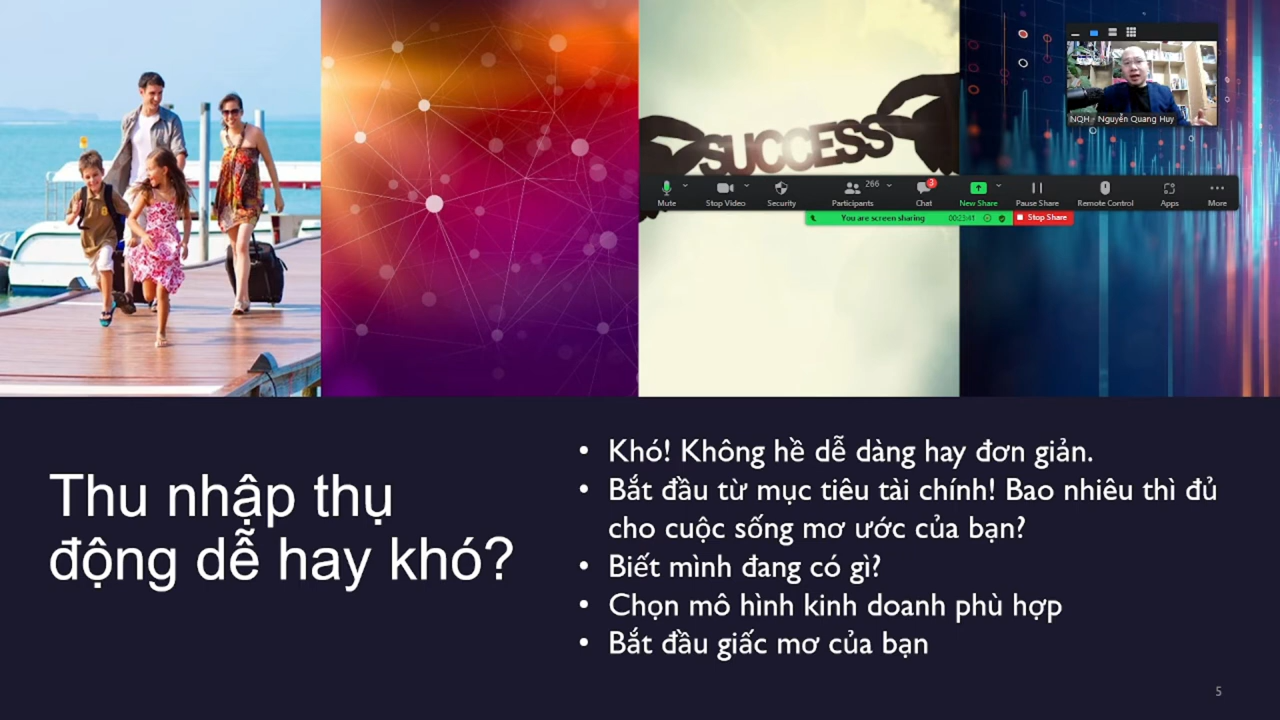 SUCCESS
NQH - Nguyễn Quang Huy
Mute
Stop Video
Security
Participants
266
Chat
3
New Share
Pause Share
Remote Control
Apps
More
You are screen sharing
00:23:41
Stop Share
Thu nhập thụ
động dễ hay khó?
• Khó! Không hề dễ dàng hay đơn giản.
• Bắt đầu từ mục tiêu tài chính! Bao nhiêu thì đủ
cho cuộc sống mơ ước của bạn?
• Biết mình đang có gì?
• Chọn mô hình kinh doanh phù hợp
• Bắt đầu giấc mơ của bạn
5